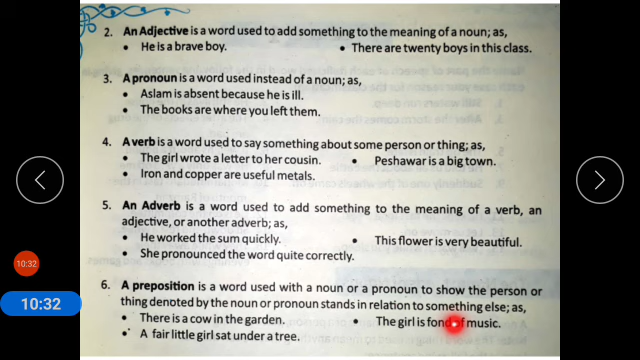 2. An Adjective is a word used to add something to the meaning of a noun; as,
• He is a brave boy. • There are twenty boys in this class.
3. A pronoun is a word used instead of a noun; as,
• Aslam is absent because he is ill.
• The books are where you left them.
4. A verb is a word used to say something about some person or thing; as,
• The girl wrote a letter to her cousin. • Peshawar is a big town.
• Iron and copper are useful metals.
5. An Adverb is a word used to add something to the meaning of a verb, an
adjective, or another adverb; as,
• He worked the sum quickly. • This flower is very beautiful.
• She pronounced the word quite correctly.
10:32
10:32
6. A preposition is a word used with a noun or a pronoun to show the person or
thing denoted by the noun or pronoun stands in relation to something else; as,
• There is a cow in the garden. • The girl is fond of music.
• A fair little girl sat under a tree.